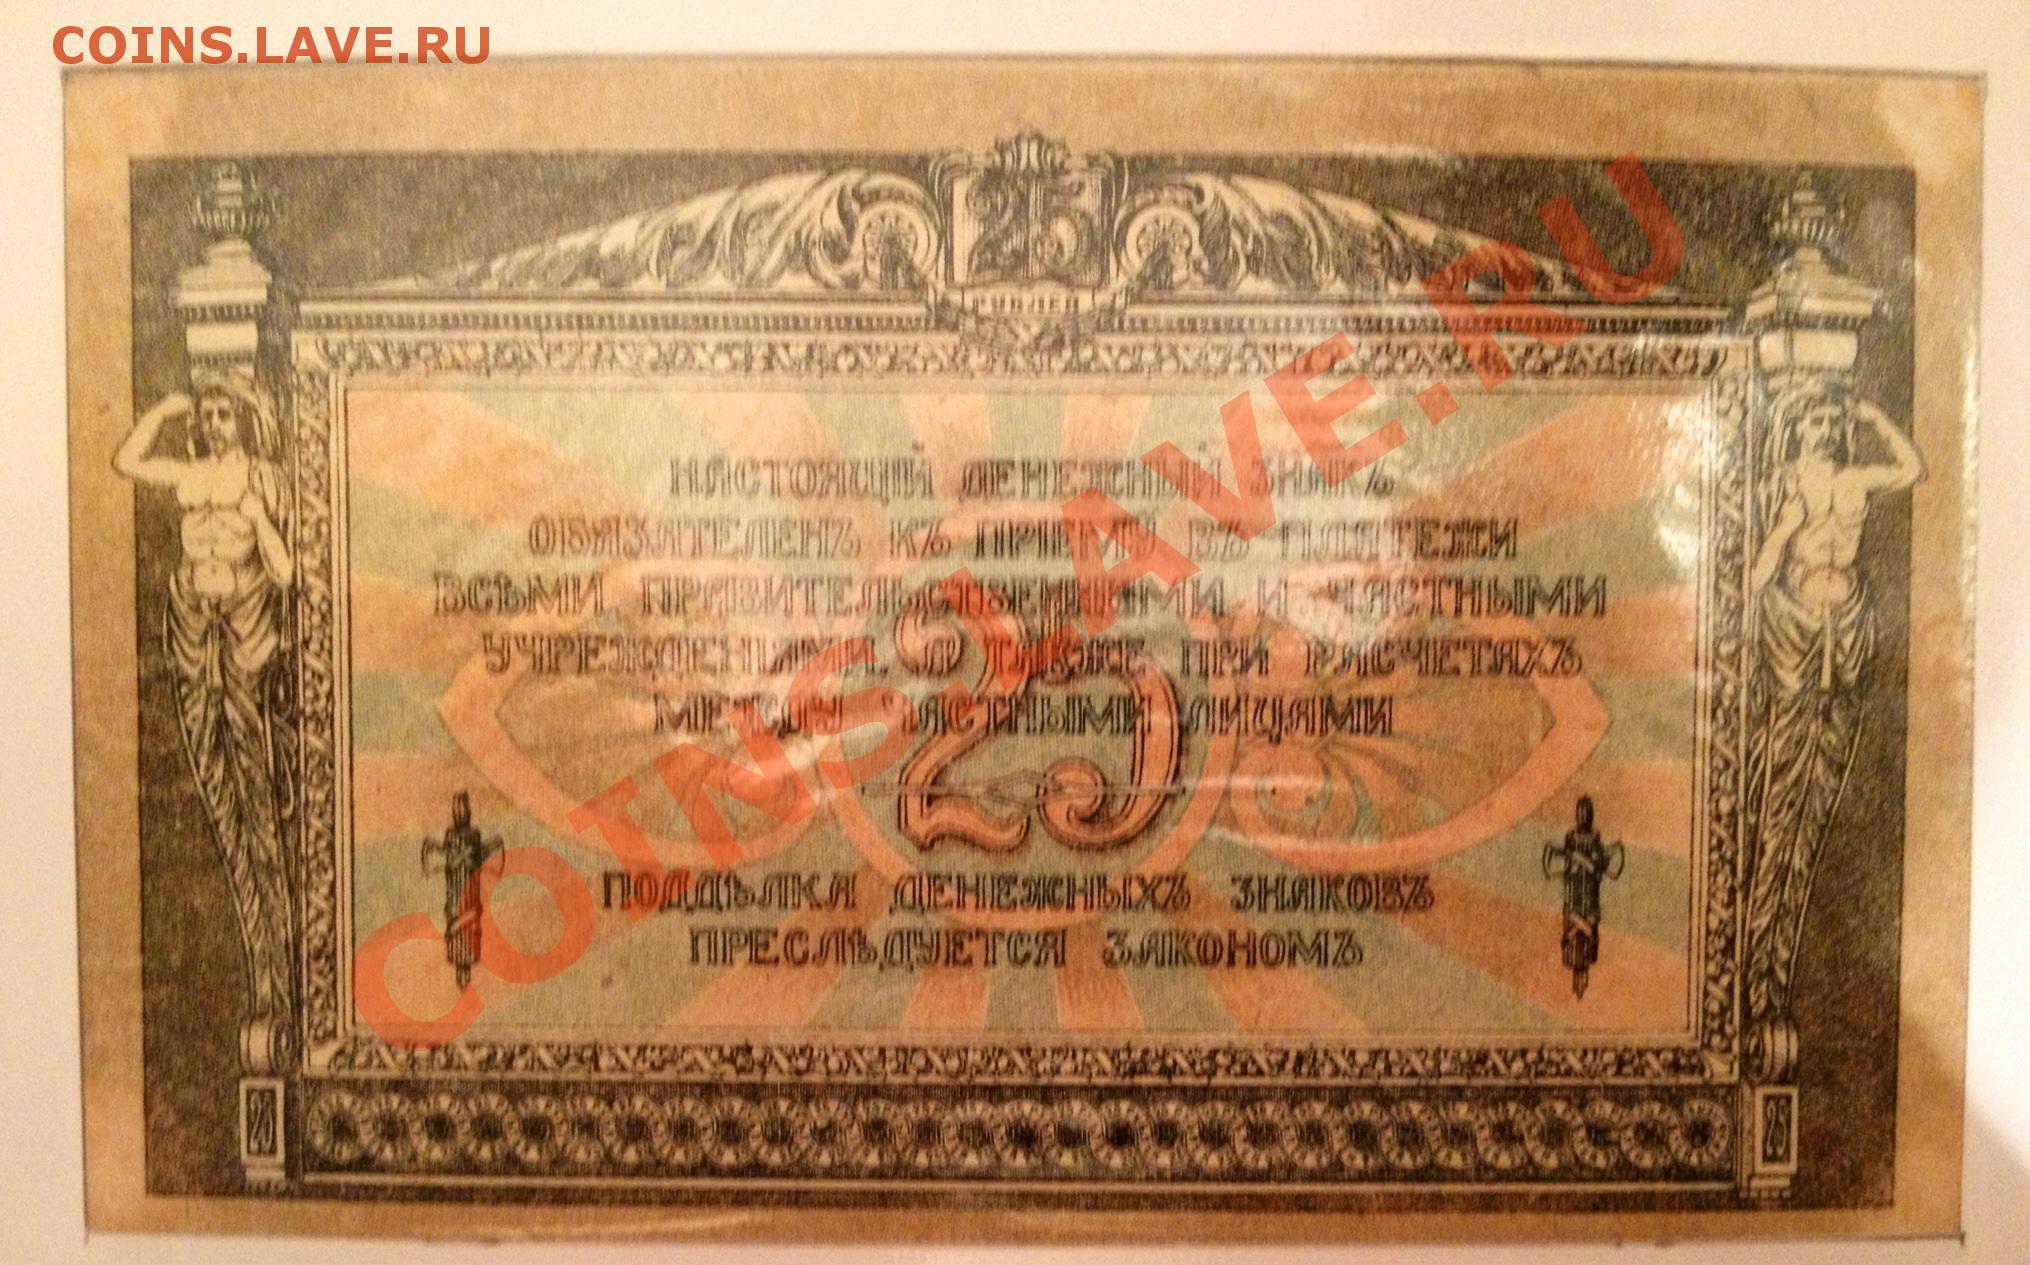 COINS.LAVE.RU
25
РУБЛЕЙ
НАСТОЯЩІЙ ДЕНЕЖНЫЙ ЗНАКЪ
ОБЯЗАТЕЛЕНЪ КЪ ПРІЕМУ ВЪ ПЛАТЕЖИ
ВСѢМИ ПРАВИТЕЛЬСТВЕННЫМИ И ЧАСТНЫМИ
УЧРЕЖДЕНІЯМИ, А ТАКЖЕ ПРИ РАСЧЕТАХЪ
МЕЖДУ ЧАСТНЫМИ ЛИЦАМИ
25
ПОДДѢЛКА ДЕНЕЖНЫХЪ ЗНАКОВЪ
ПРЕСЛѢДУЕТСЯ ЗАКОНОМЪ
25 25
COINS.LAVE.RU